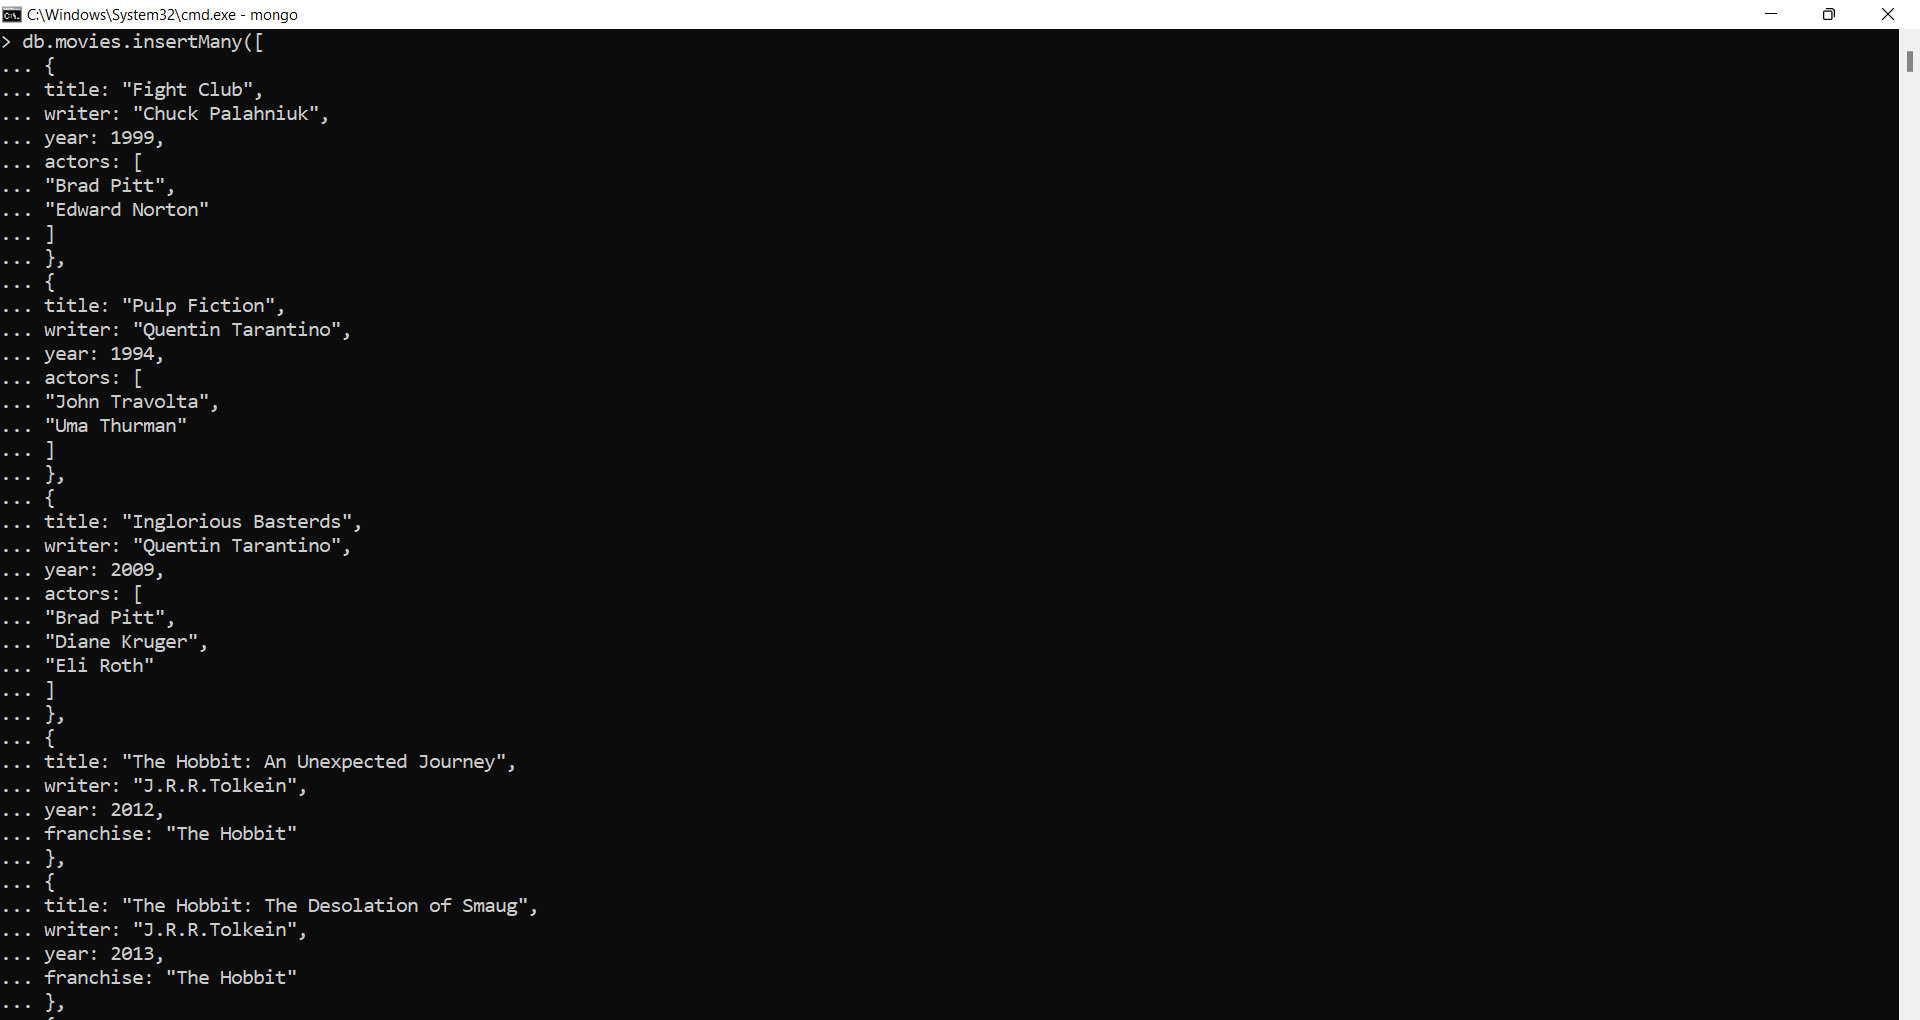 C:\Windows\System32\cmd.exe - mongo
> db.movies.insertMany([
... {
... title: "Fight Club",
... writer: "Chuck Palahniuk",
... year: 1999,
... actors: [
... "Brad Pitt",
... "Edward Norton"
... ]
... },
... {
... title: "Pulp Fiction",
... writer: "Quentin Tarantino",
... year: 1994,
... actors: [
... "John Travolta",
... "Uma Thurman"
... ]
... },
... {
... title: "Inglorious Basterds",
... writer: "Quentin Tarantino",
... year: 2009,
... actors: [
... "Brad Pitt",
... "Diane Kruger",
... "Eli Roth"
... ]
... },
... {
... title: "The Hobbit: An Unexpected Journey",
... writer: "J.R.R.Tolkein",
... year: 2012,
... franchise: "The Hobbit"
... },
... {
... title: "The Hobbit: The Desolation of Smaug",
... writer: "J.R.R.Tolkein",
... year: 2013,
... franchise: "The Hobbit"
... },